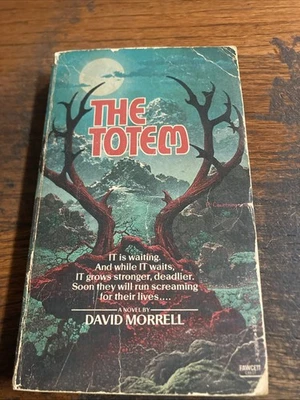 THE
TOTEM
IT is waiting.
And while IT waits,
IT grows stronger, deadlier.
Soon they will run screaming
for their lives....
A NOVEL BY
DAVID MORRELL
FAWCETT